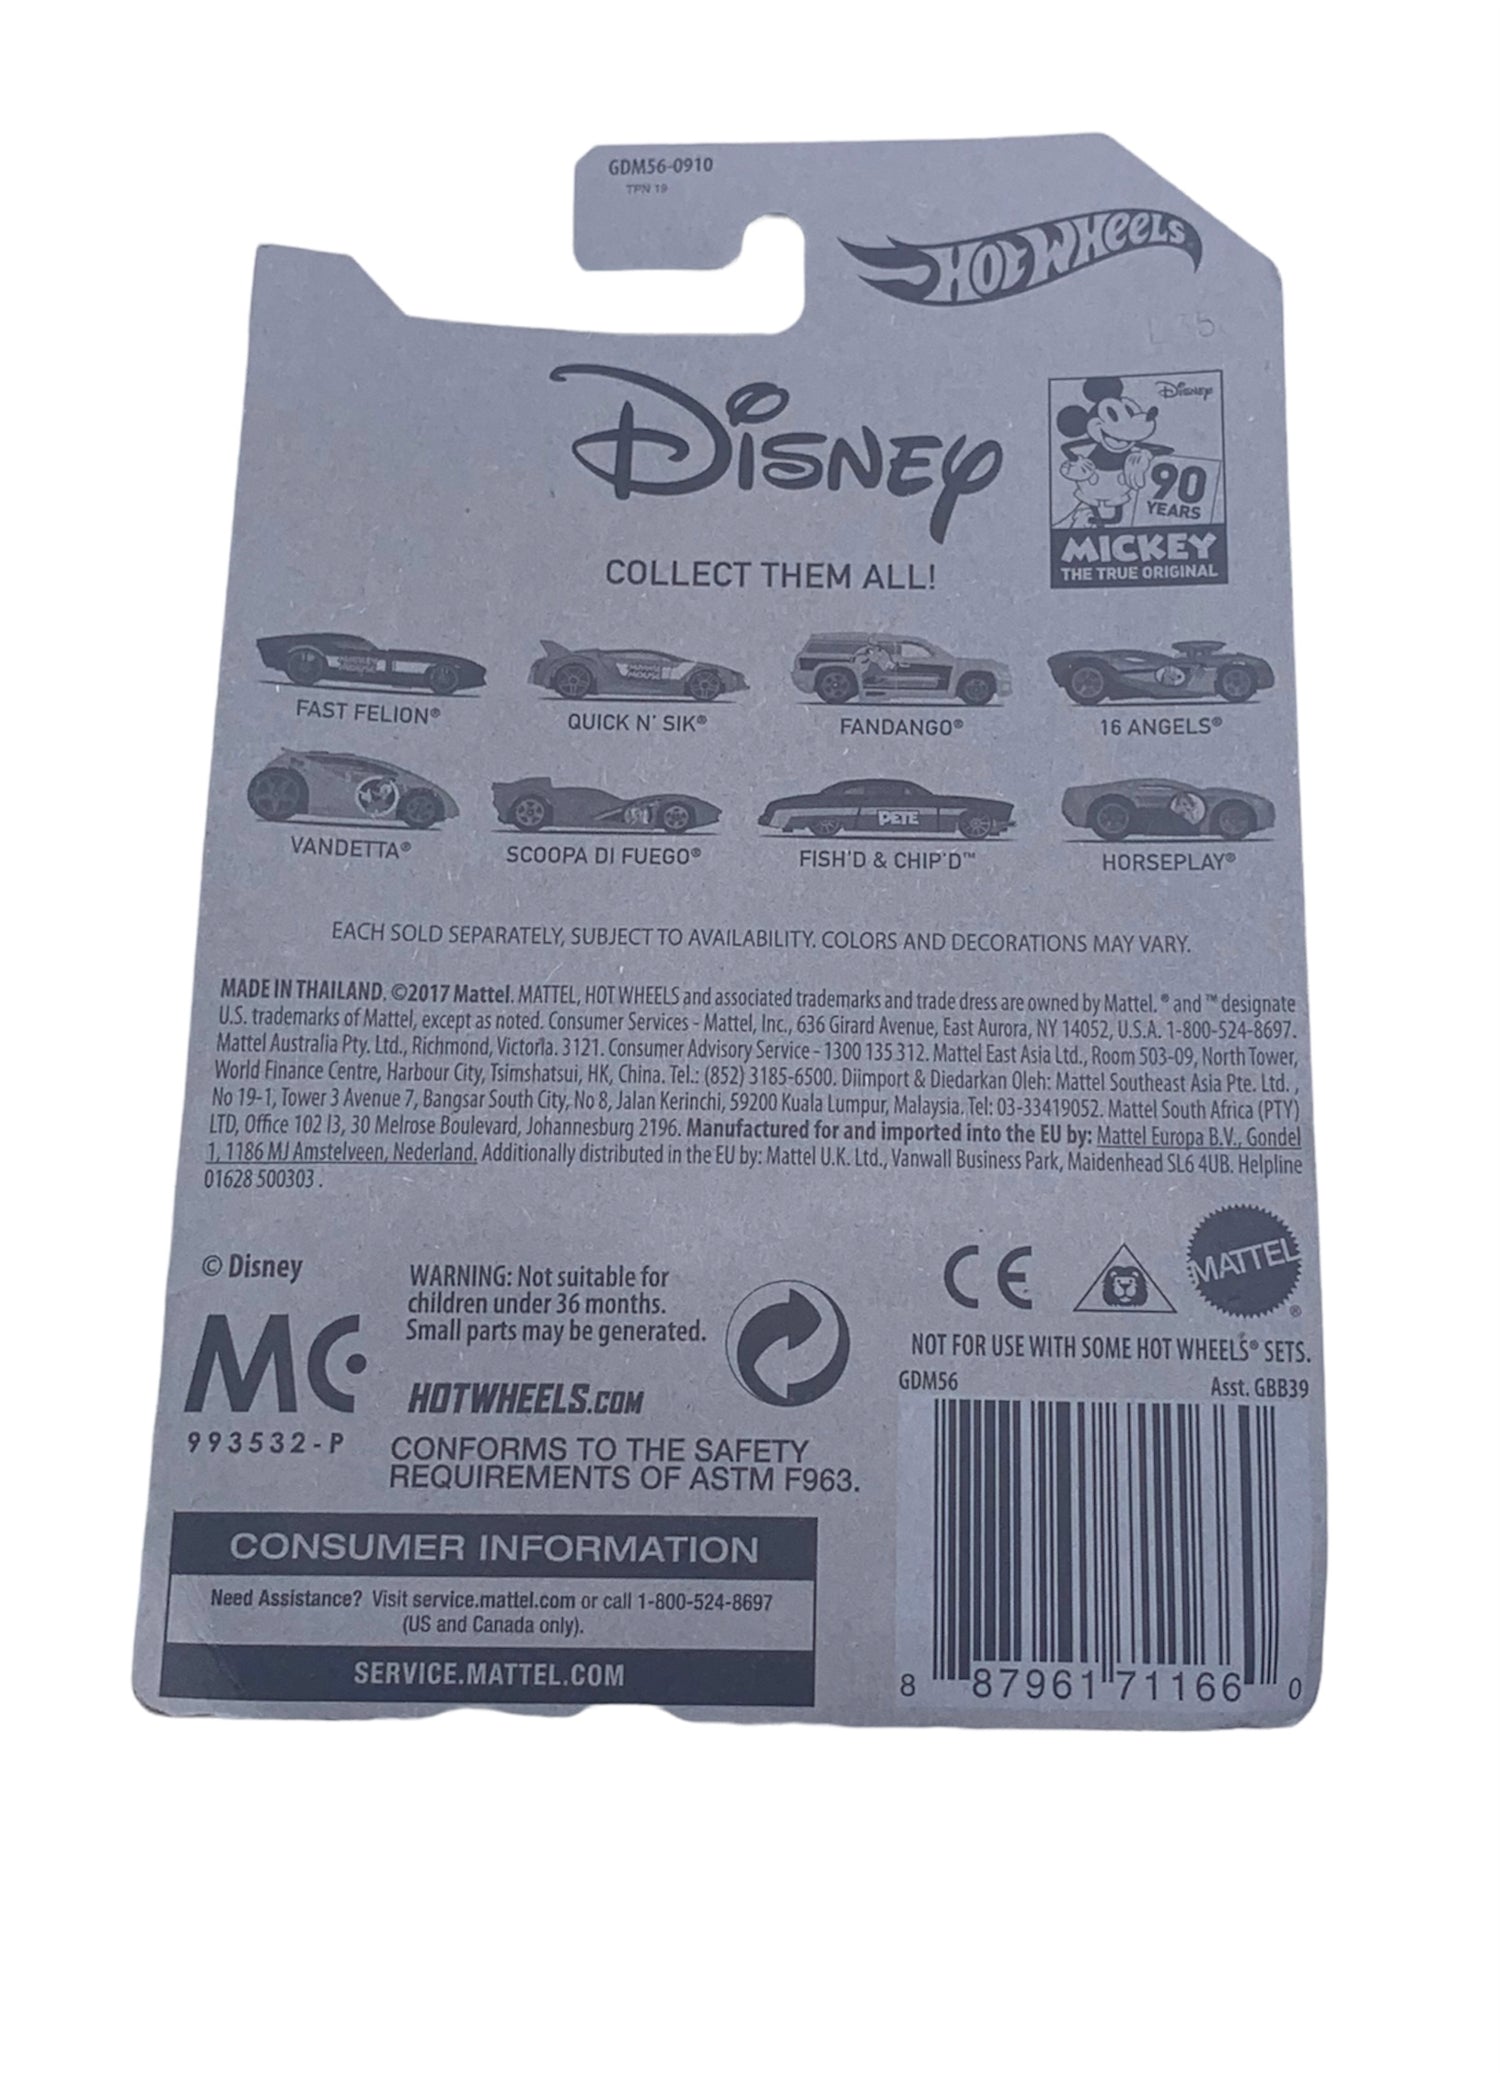 GDM56-0910
TPN 19
HOT WHEELS
Disney
Disney
90
YEARS
MICKEY
THE TRUE ORIGINAL
COLLECT THEM ALL!
MICKEY MOUSE
MINNIE MOUSE
FAST FELION® QUICK N' SIK® FANDANGO® 16 ANGELS®
PETE
VANDETTA® SCOOPA DI FUEGO® FISH'D & CHIP'D™ HORSEPLAY®
EACH SOLD SEPARATELY, SUBJECT TO AVAILABILITY. COLORS AND DECORATIONS MAY VARY.
MADE IN THAILAND. ©2017 Mattel. MATTEL, HOT WHEELS and associated trademarks and trade dress are owned by Mattel. ® and ™ designate
U.S. trademarks of Mattel, except as noted. Consumer Services - Mattel, Inc., 636 Girard Avenue, East Aurora, NY 14052, U.S.A. 1-800-524-8697.
Mattel Australia Pty. Ltd., Richmond, Victoria. 3121. Consumer Advisory Service - 1300 135 312. Mattel East Asia Ltd., Room 503-09, North Tower,
World Finance Centre, Harbour City, Tsimshatsui, HK, China. Tel.: (852) 3185-6500. Diimport & Diedarkan Oleh: Mattel Southeast Asia Pte. Ltd. ,
No 19-1, Tower 3 Avenue 7, Bangsar South City, No 8, Jalan Kerinchi, 59200 Kuala Lumpur, Malaysia. Tel: 03-33419052. Mattel South Africa (PTY)
LTD, Office 102 I3, 30 Melrose Boulevard, Johannesburg 2196. Manufactured for and imported into the EU by: Mattel Europa B.V., Gondel
1, 1186 MJ Amstelveen, Nederland. Additionally distributed in the EU by: Mattel U.K. Ltd., Vanwall Business Park, Maidenhead SL6 4UB. Helpline
01628 500303 .
© Disney
WARNING: Not suitable for
children under 36 months.
Small parts may be generated.
CE
MATTEL®
MC
993532-P
HOTWHEELS.COM
CONFORMS TO THE SAFETY
REQUIREMENTS OF ASTM F963.
NOT FOR USE WITH SOME HOT WHEELS® SETS.
GDM56 Asst. GBB39
CONSUMER INFORMATION
Need Assistance? Visit service.mattel.com or call 1-800-524-8697
(US and Canada only).
SERVICE.MATTEL.COM
8 87961 71166 0